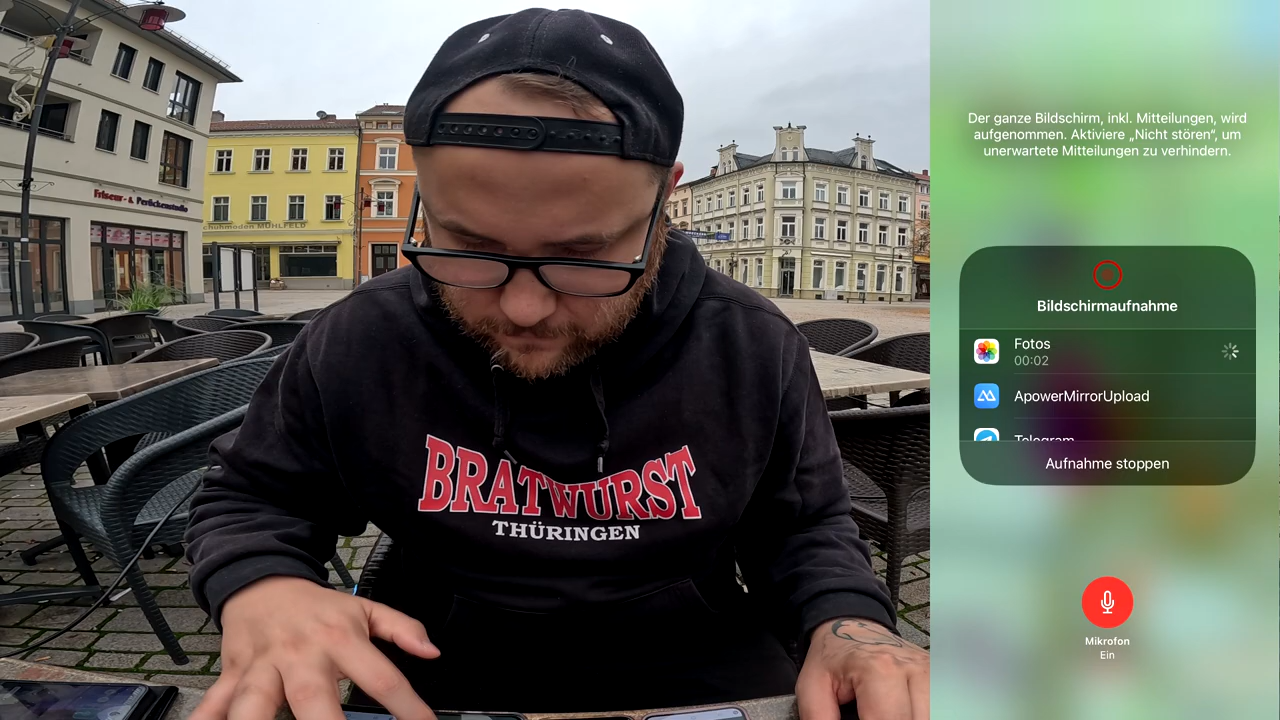 Friseur- & Perückenstudio
MÜHLFELD
BRATWURST
THÜRINGEN
Der ganze Bildschirm, inkl. Mitteilungen, wird
aufgenommen. Aktiviere „Nicht stören“, um
unerwartete Mitteilungen zu verhindern.
Bildschirmaufnahme
Fotos
00:02
ApowerMirrorUpload
Telegram
Aufnahme stoppen
Mikrofon
Ein